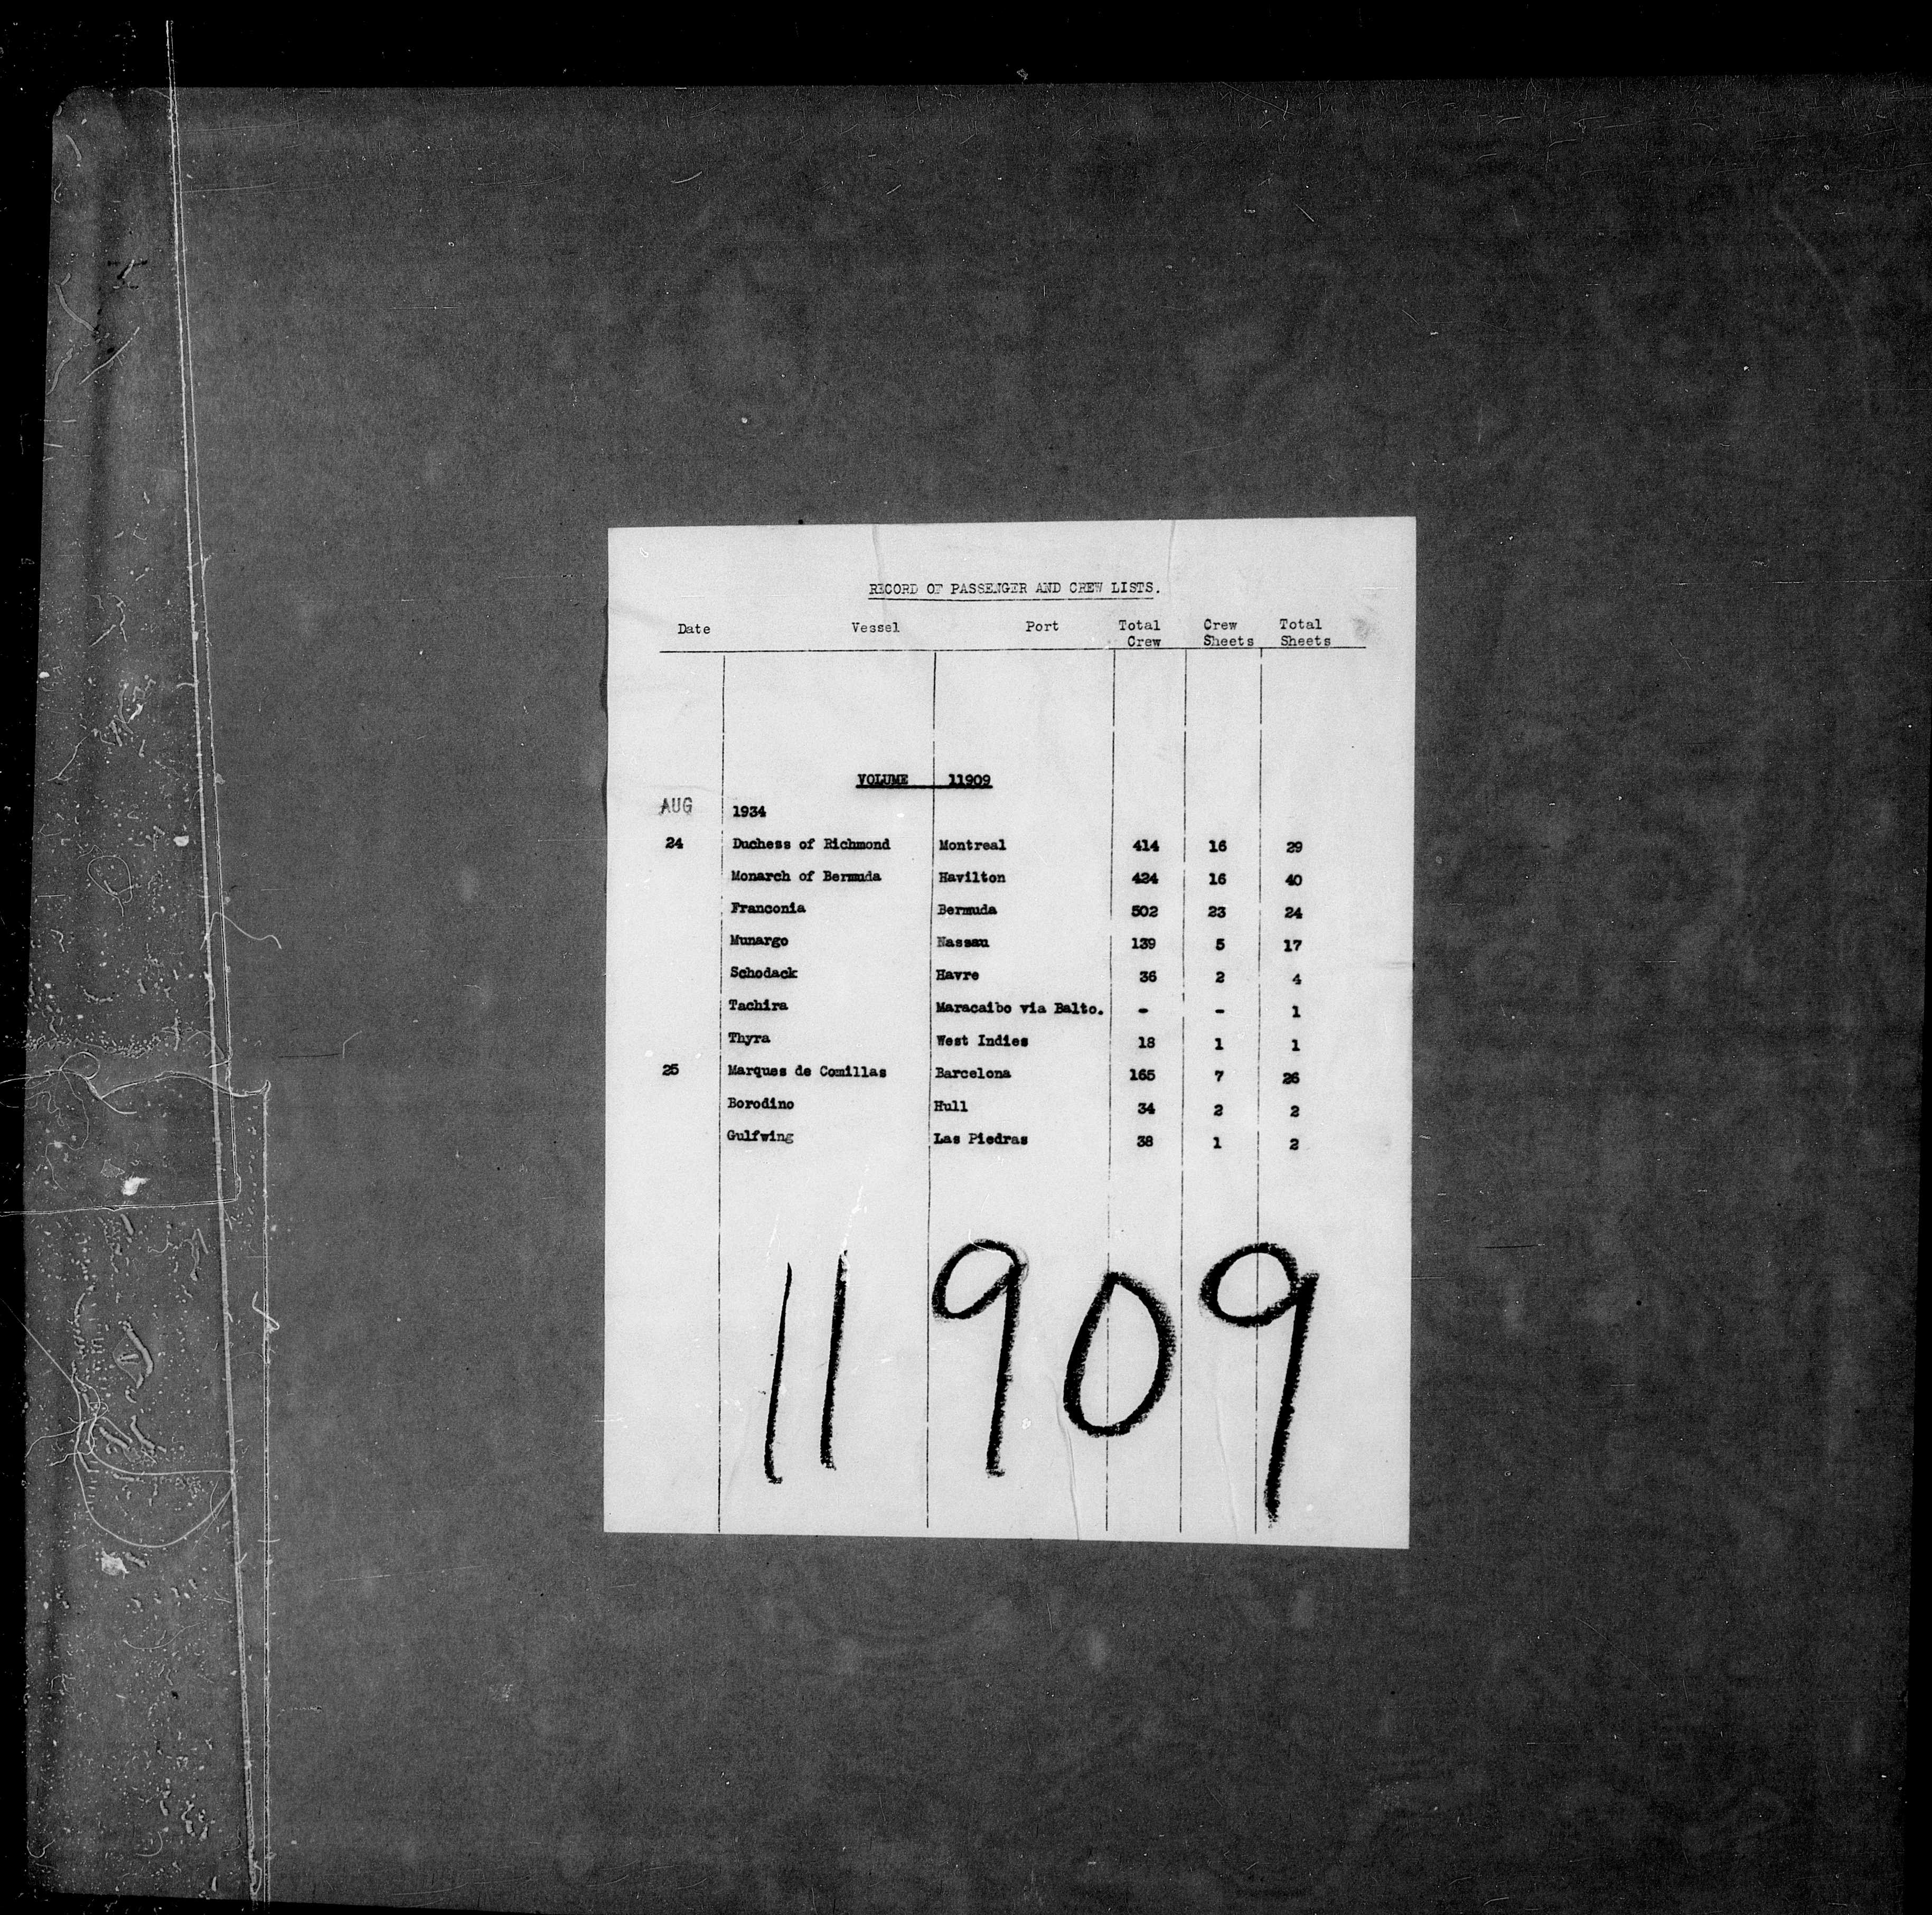 RECORD OF PASSENGER AND CREW LISTS.
Date Vessel Port Total Crew Crew Sheets Total Sheets
VOLUME 11909
AUG 1934
24 Duchess of Richmond Montreal 414 16 29
Monarch of Bermuda Havilton 424 16 40
Franconia Bermuda 502 23 24
Munargo Nassau 139 5 17
Schodack Havre 36 2 4
Tachira Maracaibo via Balto. - - 1
Thyra West Indies 18 1 1
25 Marques de Comillas Barcelona 165 7 26
Borodino Hull 34 2 2
Gulfwing Las Piedras 38 1 2
11909